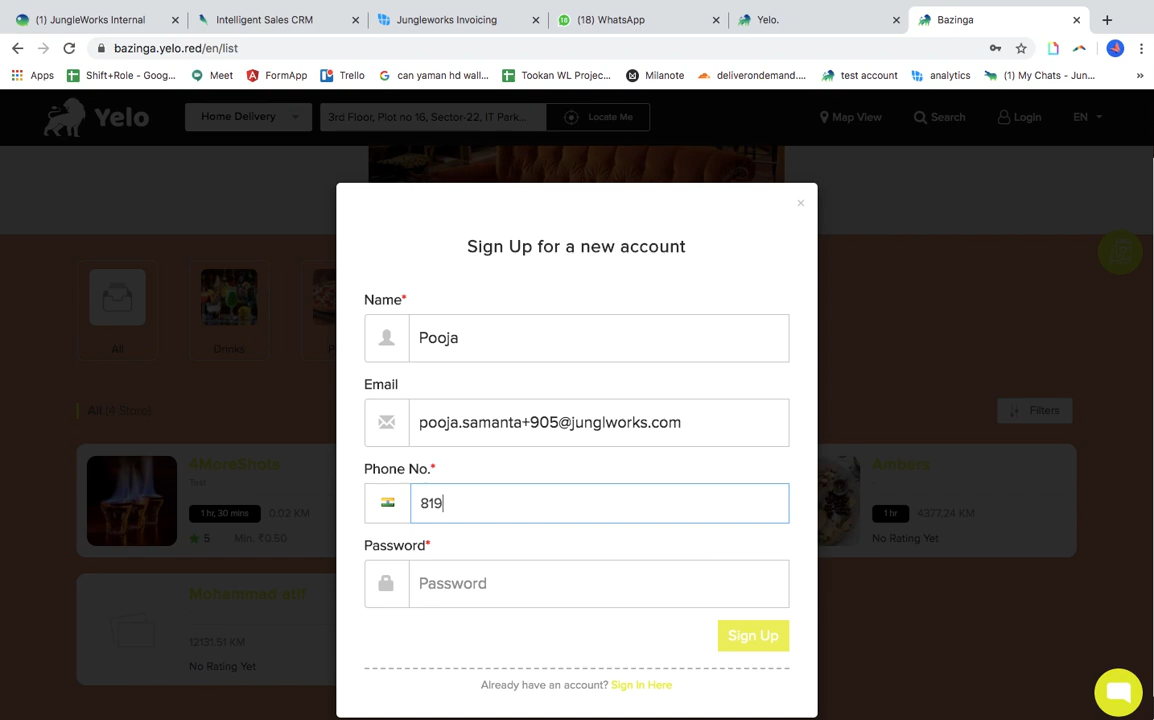 (1) JungleWorks Internal
Intelligent Sales CRM
Jungleworks Invoicing
(18) WhatsApp
Yelo.
Bazinga
bazinga.yelo.red/en/list
Apps
Shift+Role - Goog...
Meet
FormApp
Trello
can yaman hd wall...
Tookan WL Projec...
Milanote
deliverondemand....
test account
analytics
(1) My Chats - Jun...
»
Yelo
Home Delivery
3rd Floor, Plot no 16, Sector-22, IT Park...
Locate Me
Map View
Search
Login
EN
Sign Up for a new account
Name*
Pooja
Email
pooja.samanta+905@junglworks.com
Phone No.*
819
Password*
Password
Sign Up
Already have an account? Sign In Here
All
Drinks
All (4 Store)
Filters
4MoreShots
Test
1 hr, 30 mins
0.02 KM
5
Min. ₹0.50
Ambers
1 hr
4377.24 KM
No Rating Yet
Mohammad atif
12131.51 KM
No Rating Yet